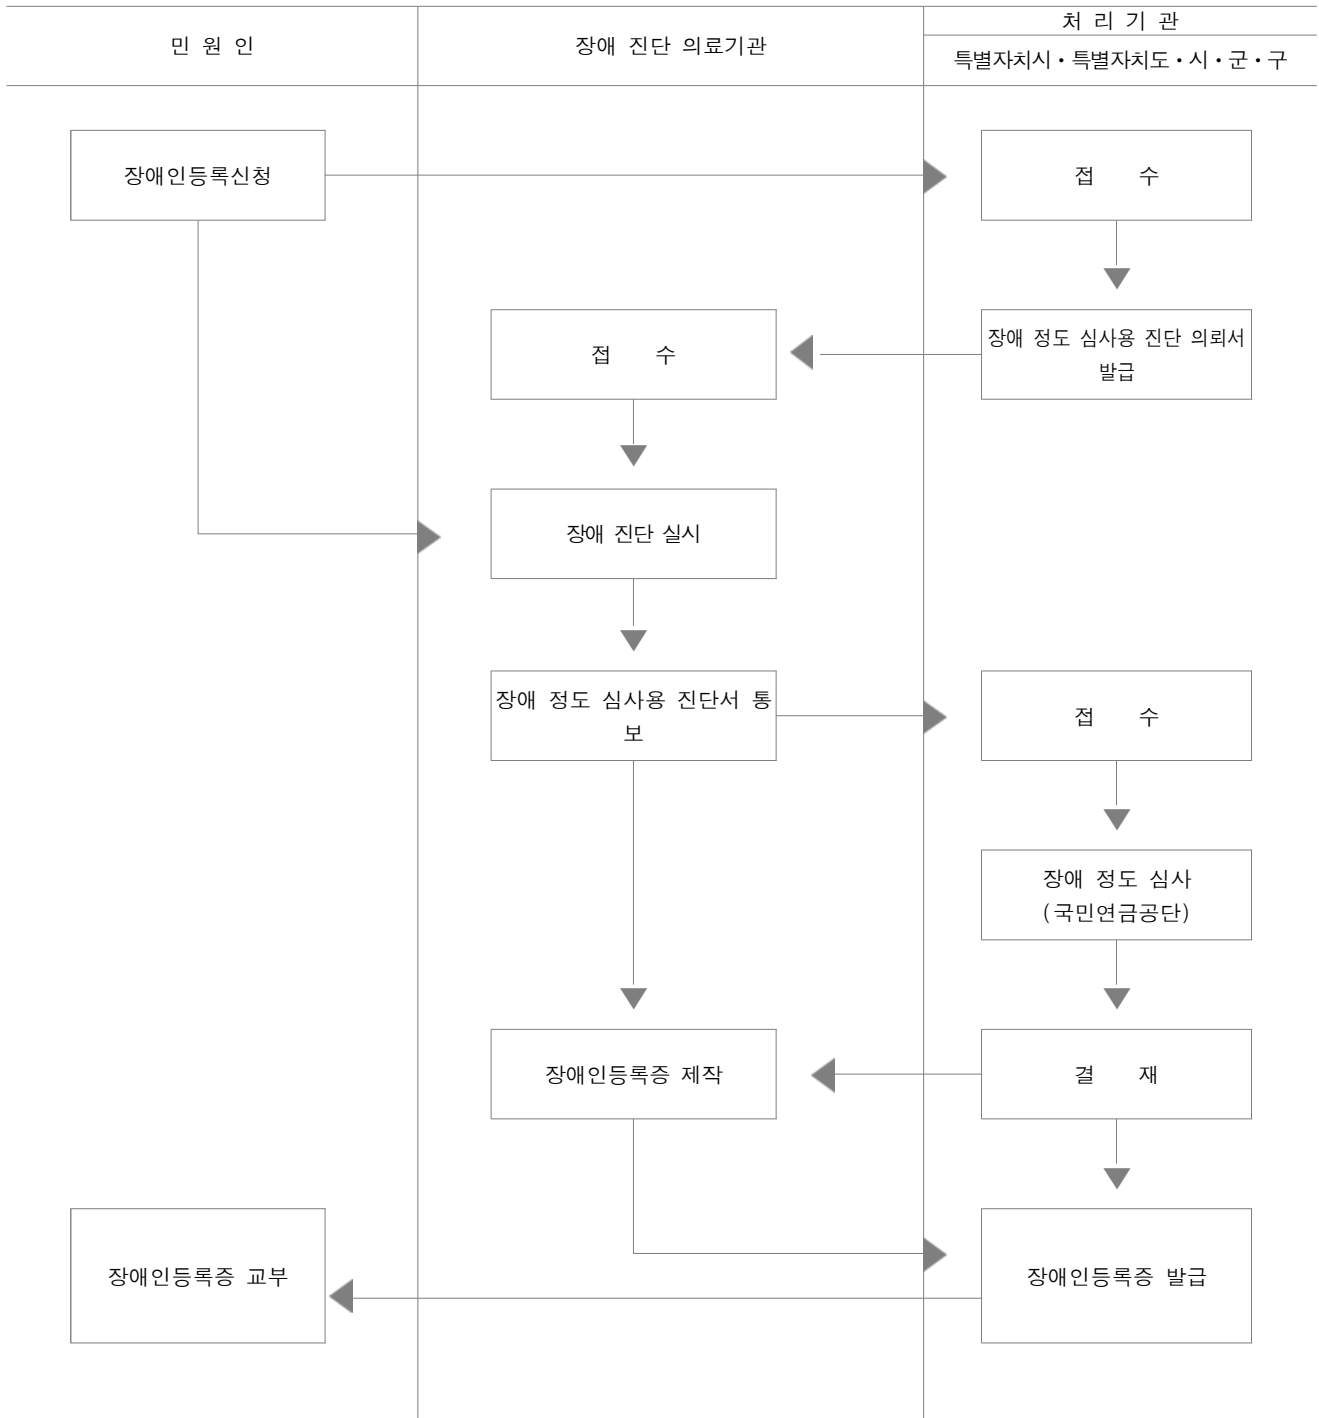 민 원 인
장애 진단 의료기관
처 리 기 관
특별자치시・특별자치도・시・군・구
장애인등록신청
접 수
접 수
장애 정도 심사용 진단 의뢰서
발급
장애 진단 실시
장애 정도 심사용 진단서 통
보
접 수
장애 정도 심사
(국민연금공단)
장애인등록증 제작
결 재
장애인등록증 교부
장애인등록증 발급